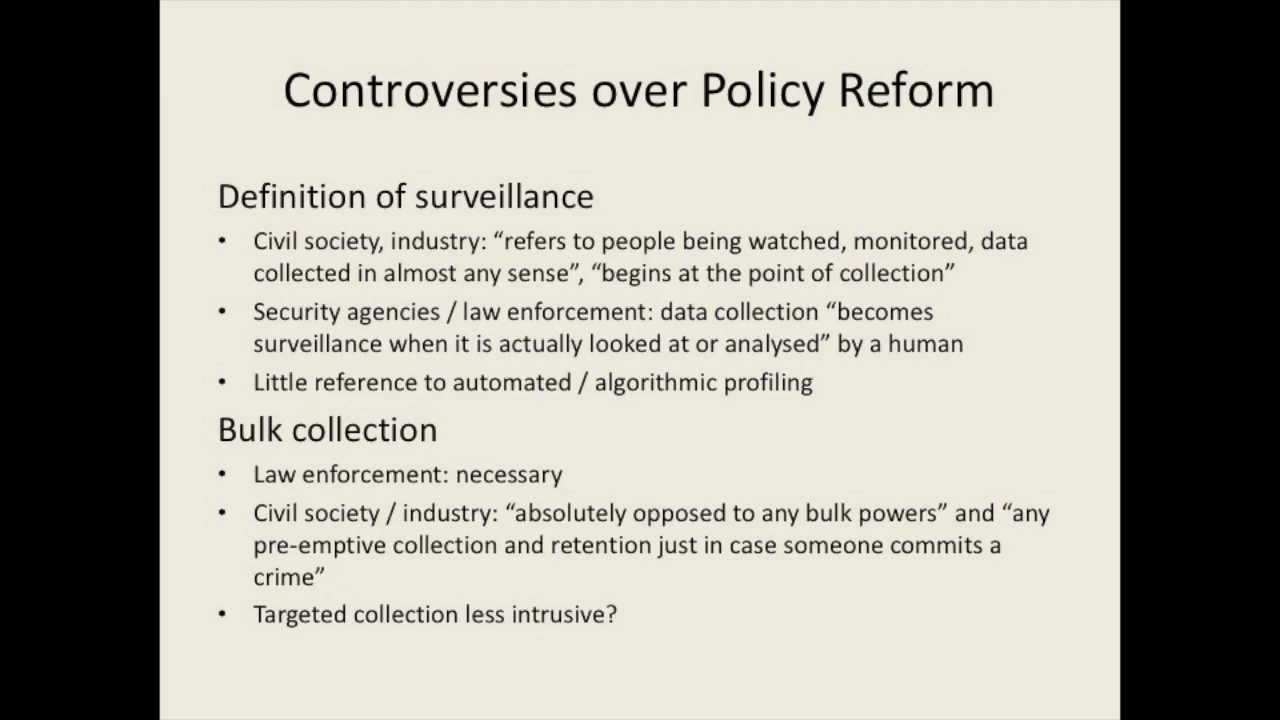 Controversies over Policy Reform
Definition of surveillance
• Civil society, industry: “refers to people being watched, monitored, data
collected in almost any sense”, “begins at the point of collection”
• Security agencies / law enforcement: data collection “becomes
surveillance when it is actually looked at or analysed” by a human
• Little reference to automated / algorithmic profiling
Bulk collection
• Law enforcement: necessary
• Civil society / industry: “absolutely opposed to any bulk powers” and “any
pre-emptive collection and retention just in case someone commits a
crime”
• Targeted collection less intrusive?